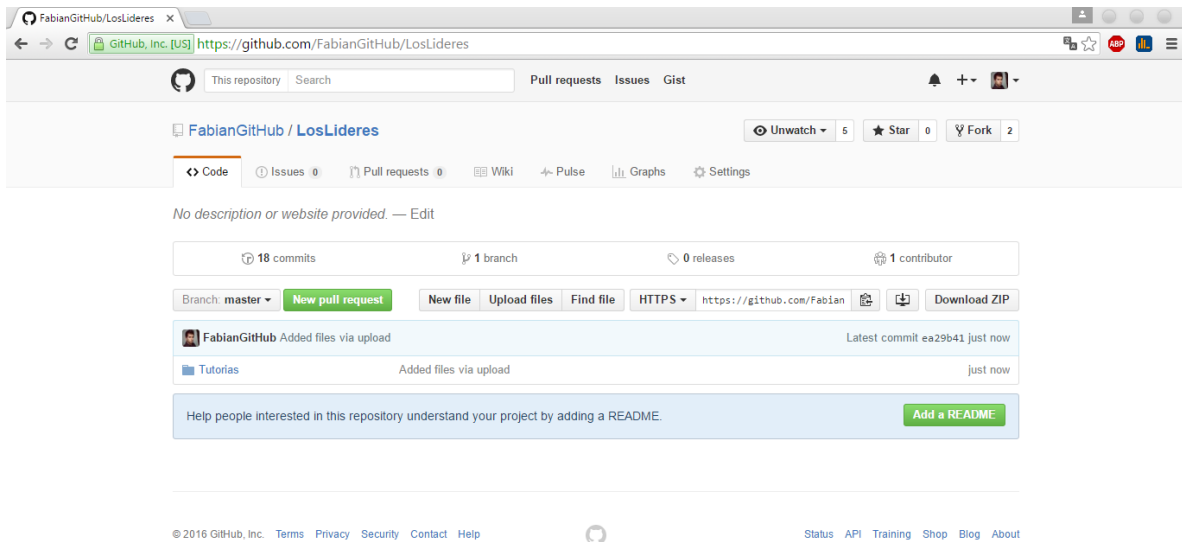 FabianGitHub/LosLideres
GitHub, Inc. [US] https://github.com/FabianGitHub/LosLideres
ABP
This repository Search Pull requests Issues Gist
FabianGitHub / LosLideres Unwatch 5 Star 0 Fork 2
Code Issues 0 Pull requests 0 Wiki Pulse Graphs Settings
No description or website provided. — Edit
18 commits 1 branch 0 releases 1 contributor
Branch: master New pull request New file Upload files Find file HTTPS https://github.com/Fabian Download ZIP
FabianGitHub Added files via upload Latest commit ea29b41 just now
Tutorias Added files via upload just now
Help people interested in this repository understand your project by adding a README. Add a README
© 2016 GitHub, Inc. Terms Privacy Security Contact Help Status API Training Shop Blog About